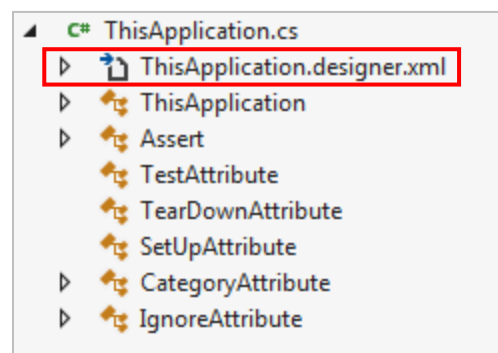 C# ThisApplication.cs
ThisApplication.designer.xml
ThisApplication
Assert
TestAttribute
TearDownAttribute
SetUpAttribute
CategoryAttribute
IgnoreAttribute